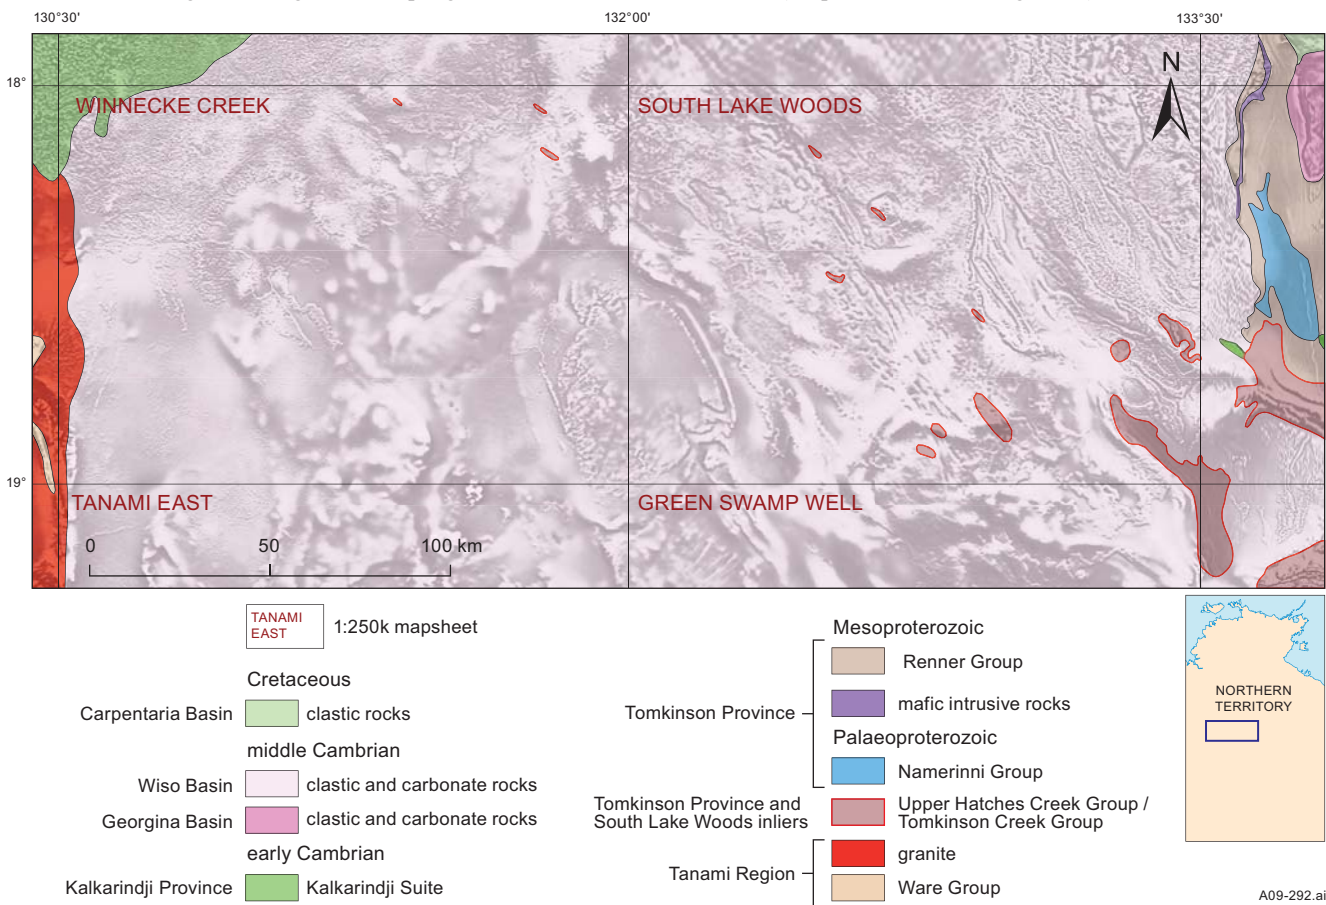 130°30'
132°00'
133°30'
18°
WINNECKE CREEK
SOUTH LAKE WOODS
N
19°
TANAMI EAST
GREEN SWAMP WELL
0 50 100 km
TANAMI
EAST
1:250k mapsheet
Cretaceous
Carpentaria Basin
clastic rocks
middle Cambrian
Wiso Basin
clastic and carbonate rocks
Georgina Basin
clastic and carbonate rocks
early Cambrian
Kalkarindji Province
Kalkarindji Suite
Mesoproterozoic
Renner Group
Tomkinson Province
mafic intrusive rocks
Palaeoproterozoic
Namerinni Group
Tomkinson Province and
South Lake Woods inliers
Upper Hatches Creek Group /
Tomkinson Creek Group
Tanami Region
granite
Ware Group
NORTHERN
TERRITORY
A09-292.ai